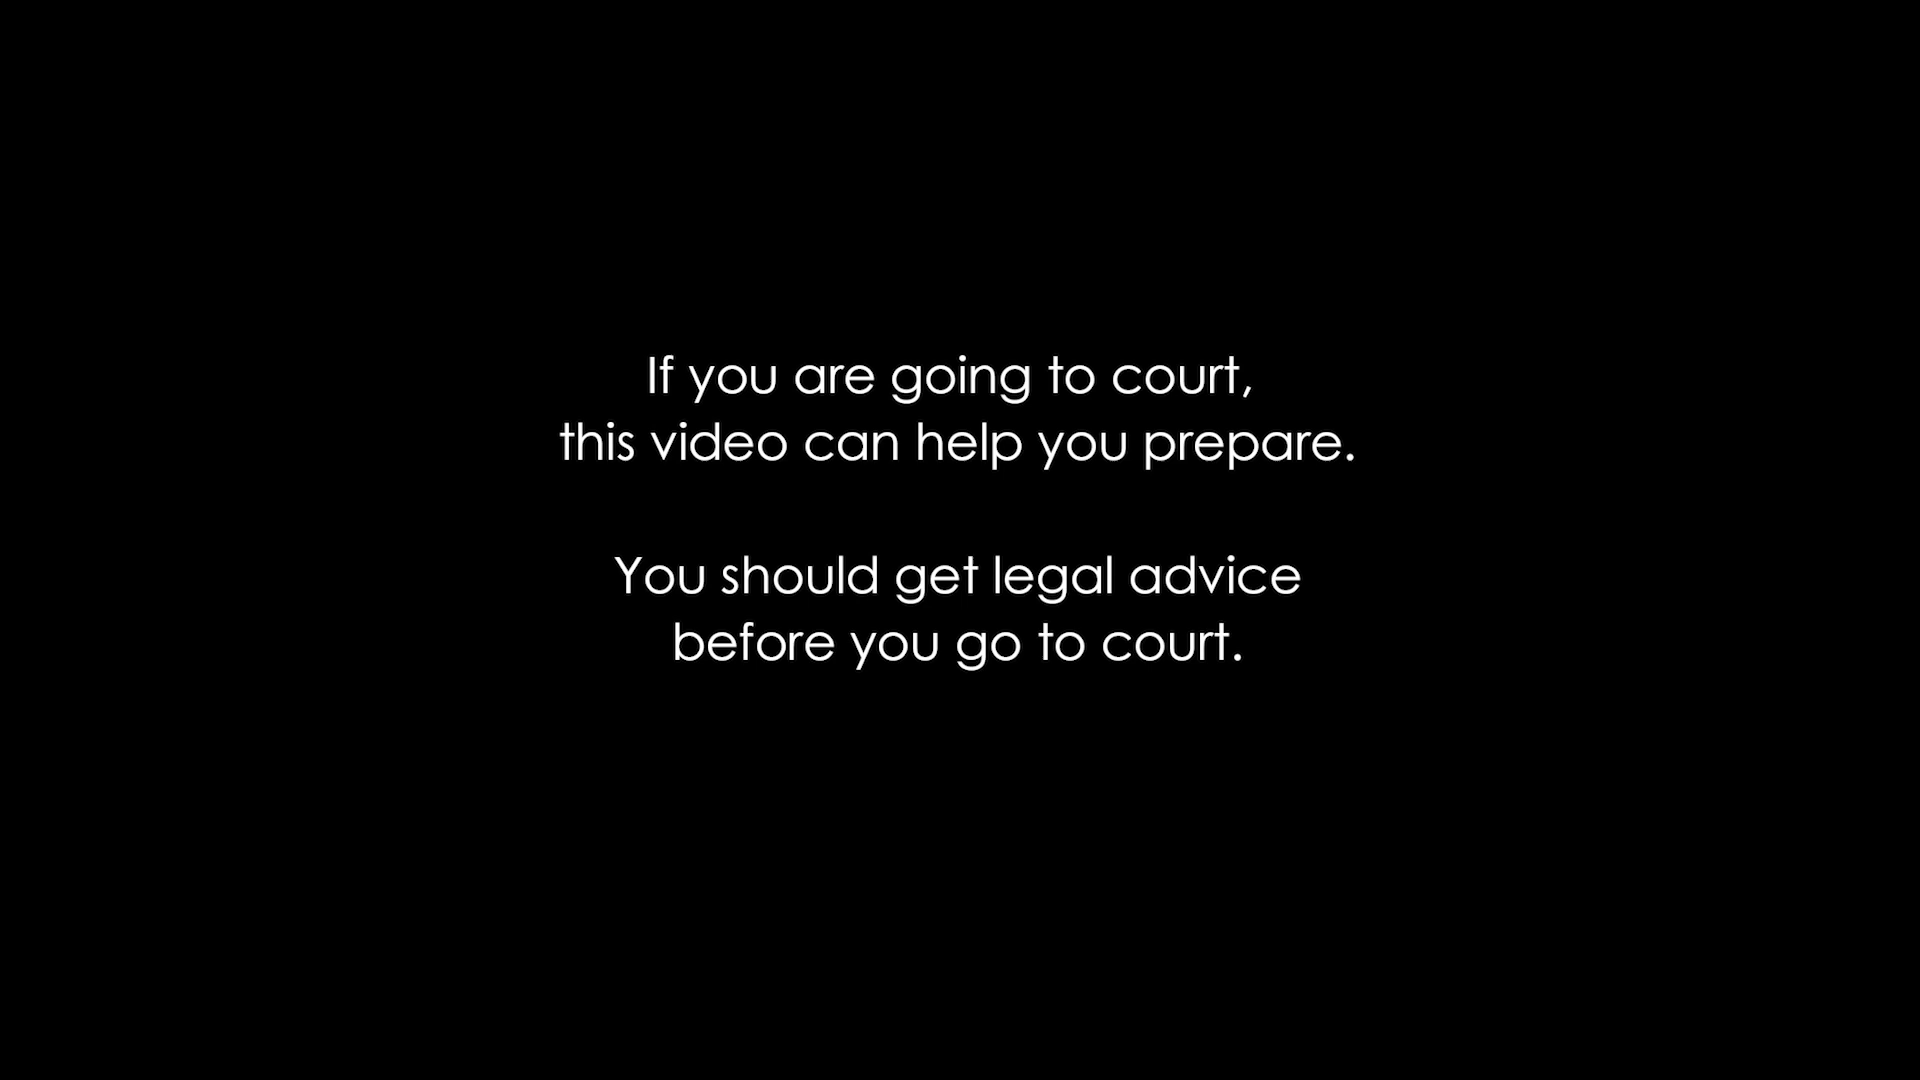 If you are going to court,
this video can help you prepare.
You should get legal advice
before you go to court.